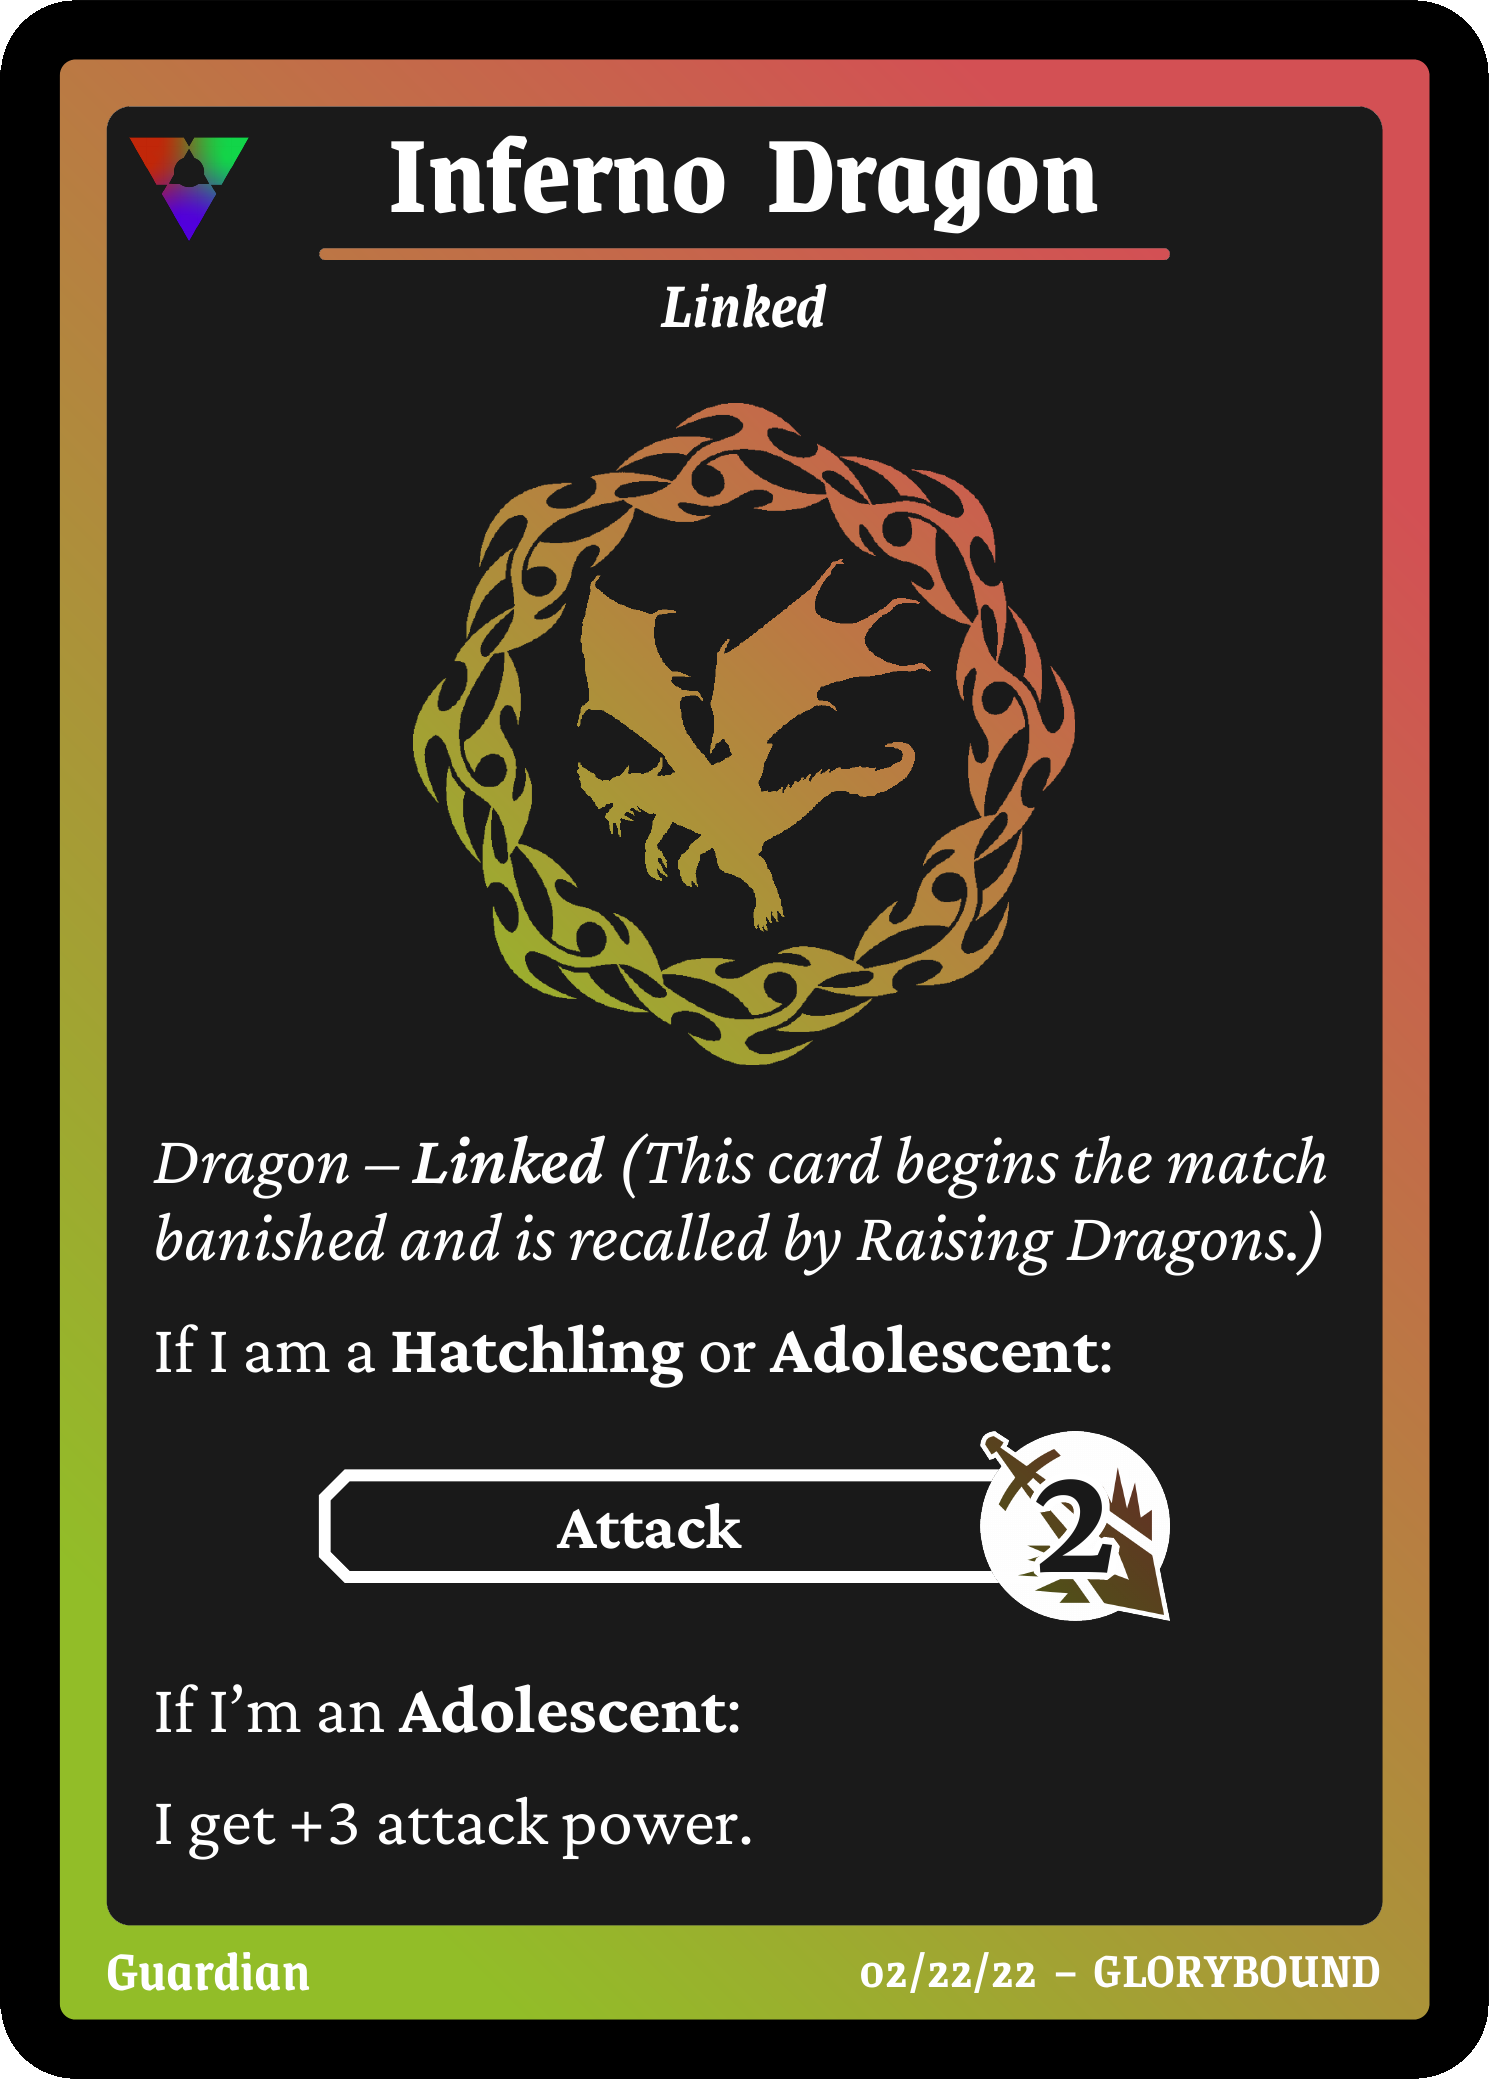 Inferno Dragon
Linked
Dragon – Linked (This card begins the match
banished and is recalled by Raising Dragons.)
If I am a Hatchling or Adolescent:
Attack
2
If I’m an Adolescent:
I get +3 attack power.
Guardian
02/22/22 – GLORYBOUND